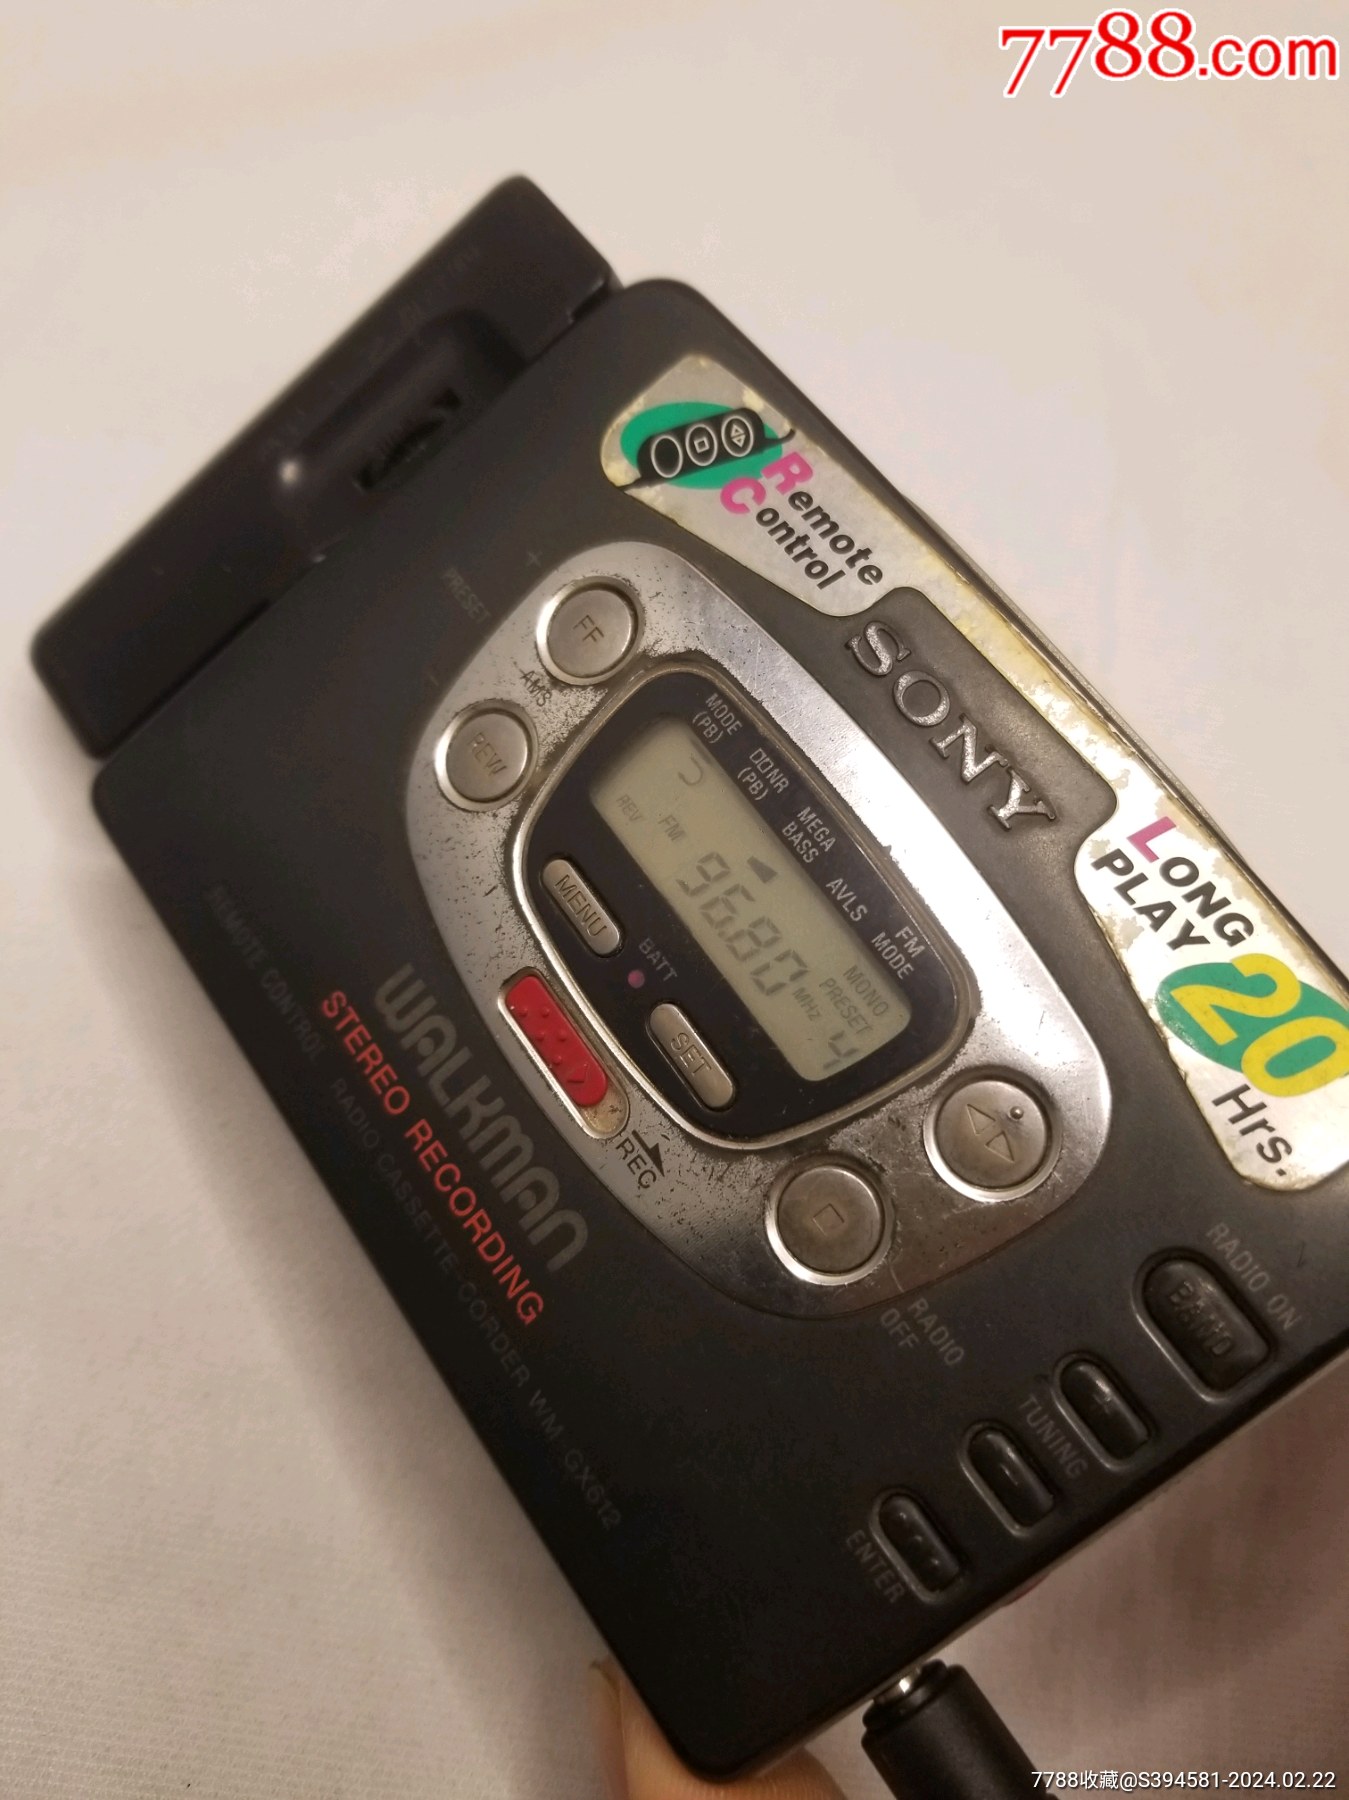 7788.com
Remote
Control
SONY
LONG
PLAY
20
Hrs.
PRESET
+
-
FF
AMS
REW
MODE
(PB)
NR
(PB)
MEGA
BASS
AVLS
FM
MODE
REV
FM
96.80
MHz
MONO
PRESET
4
MENU
BATT
SET
REC
WALKMAN
STEREO RECORDING
REMOTE CONTROL
RADIO CASSETTE-CORDER WM-GX612
RADIO
OFF
RADIO ON
BAND
TUNING
+
-
ENTER
7788收藏@S394581-2024.02.22